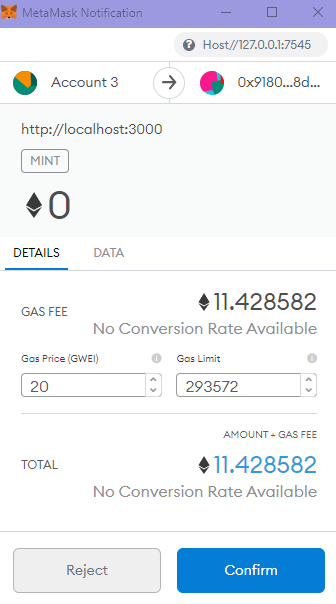 MetaMask Notification
Host//127.0.0.1:7545
Account 3
0x9180...8d...
http://localhost:3000
MINT
0
DETAILS DATA
GAS FEE 11.428582
No Conversion Rate Available
Gas Price (GWEI) Gas Limit
20 293572
AMOUNT + GAS FEE
TOTAL 11.428582
No Conversion Rate Available
Reject Confirm